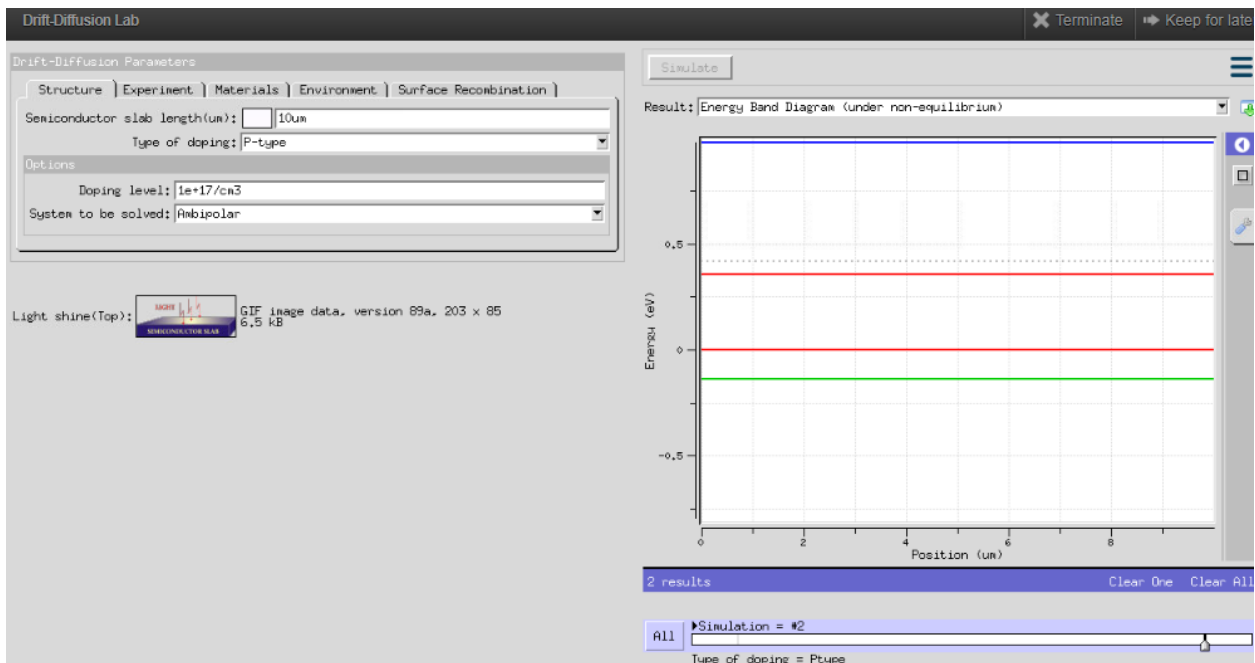 Drift-Diffusion Lab
Terminate
Keep for late
Drift-Diffusion Parameters
Structure Experiment Materials Environment Surface Recombination
Semiconductor slab length(um): 10um
Type of doping: P-type
Options
Doping level: 1e+17/cm3
System to be solved: Ambipolar
Light shine(Top):
LIGHT
SEMICONDUCTOR SLAB
GIF image data, version 89a, 203 x 85
6.5 kB
Simulate
Result: Energy Band Diagram (under non-equilibrium)
0.5
0
-0.5
Energy (eV)
0 2 4 6 8
Position (um)
2 results Clear One Clear All
All
Simulation = #2
Type of doping = Ptype